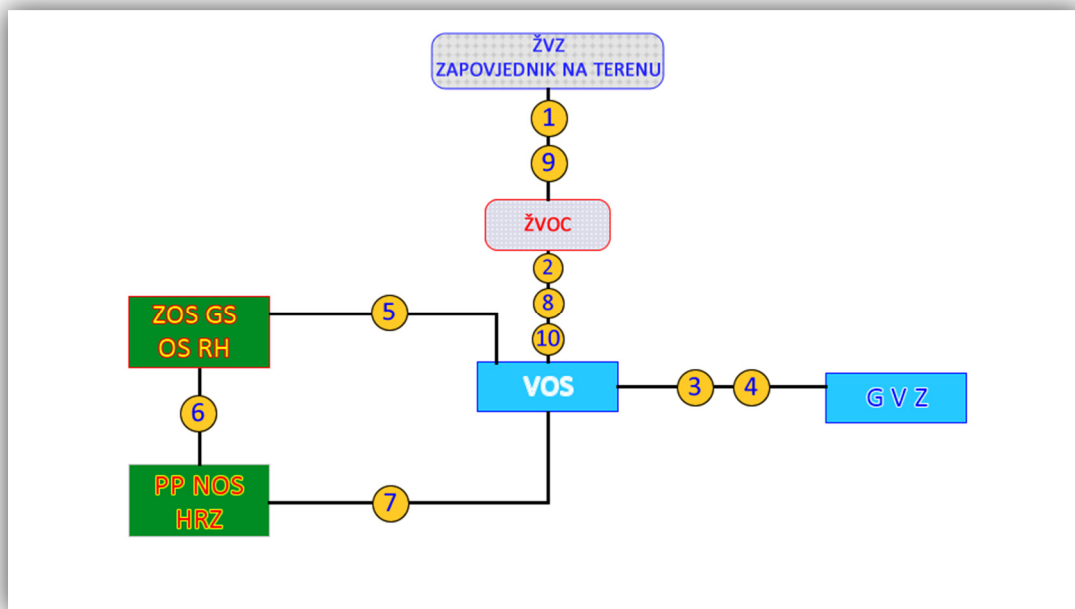 ŽVZ
ZAPOVJEDNIK NA TERENU
1
9
ŽVOC
2
8
10
ZOS GS
OS RH
5
VOS
3
4
G V Z
6
PP NOS
HRZ
7